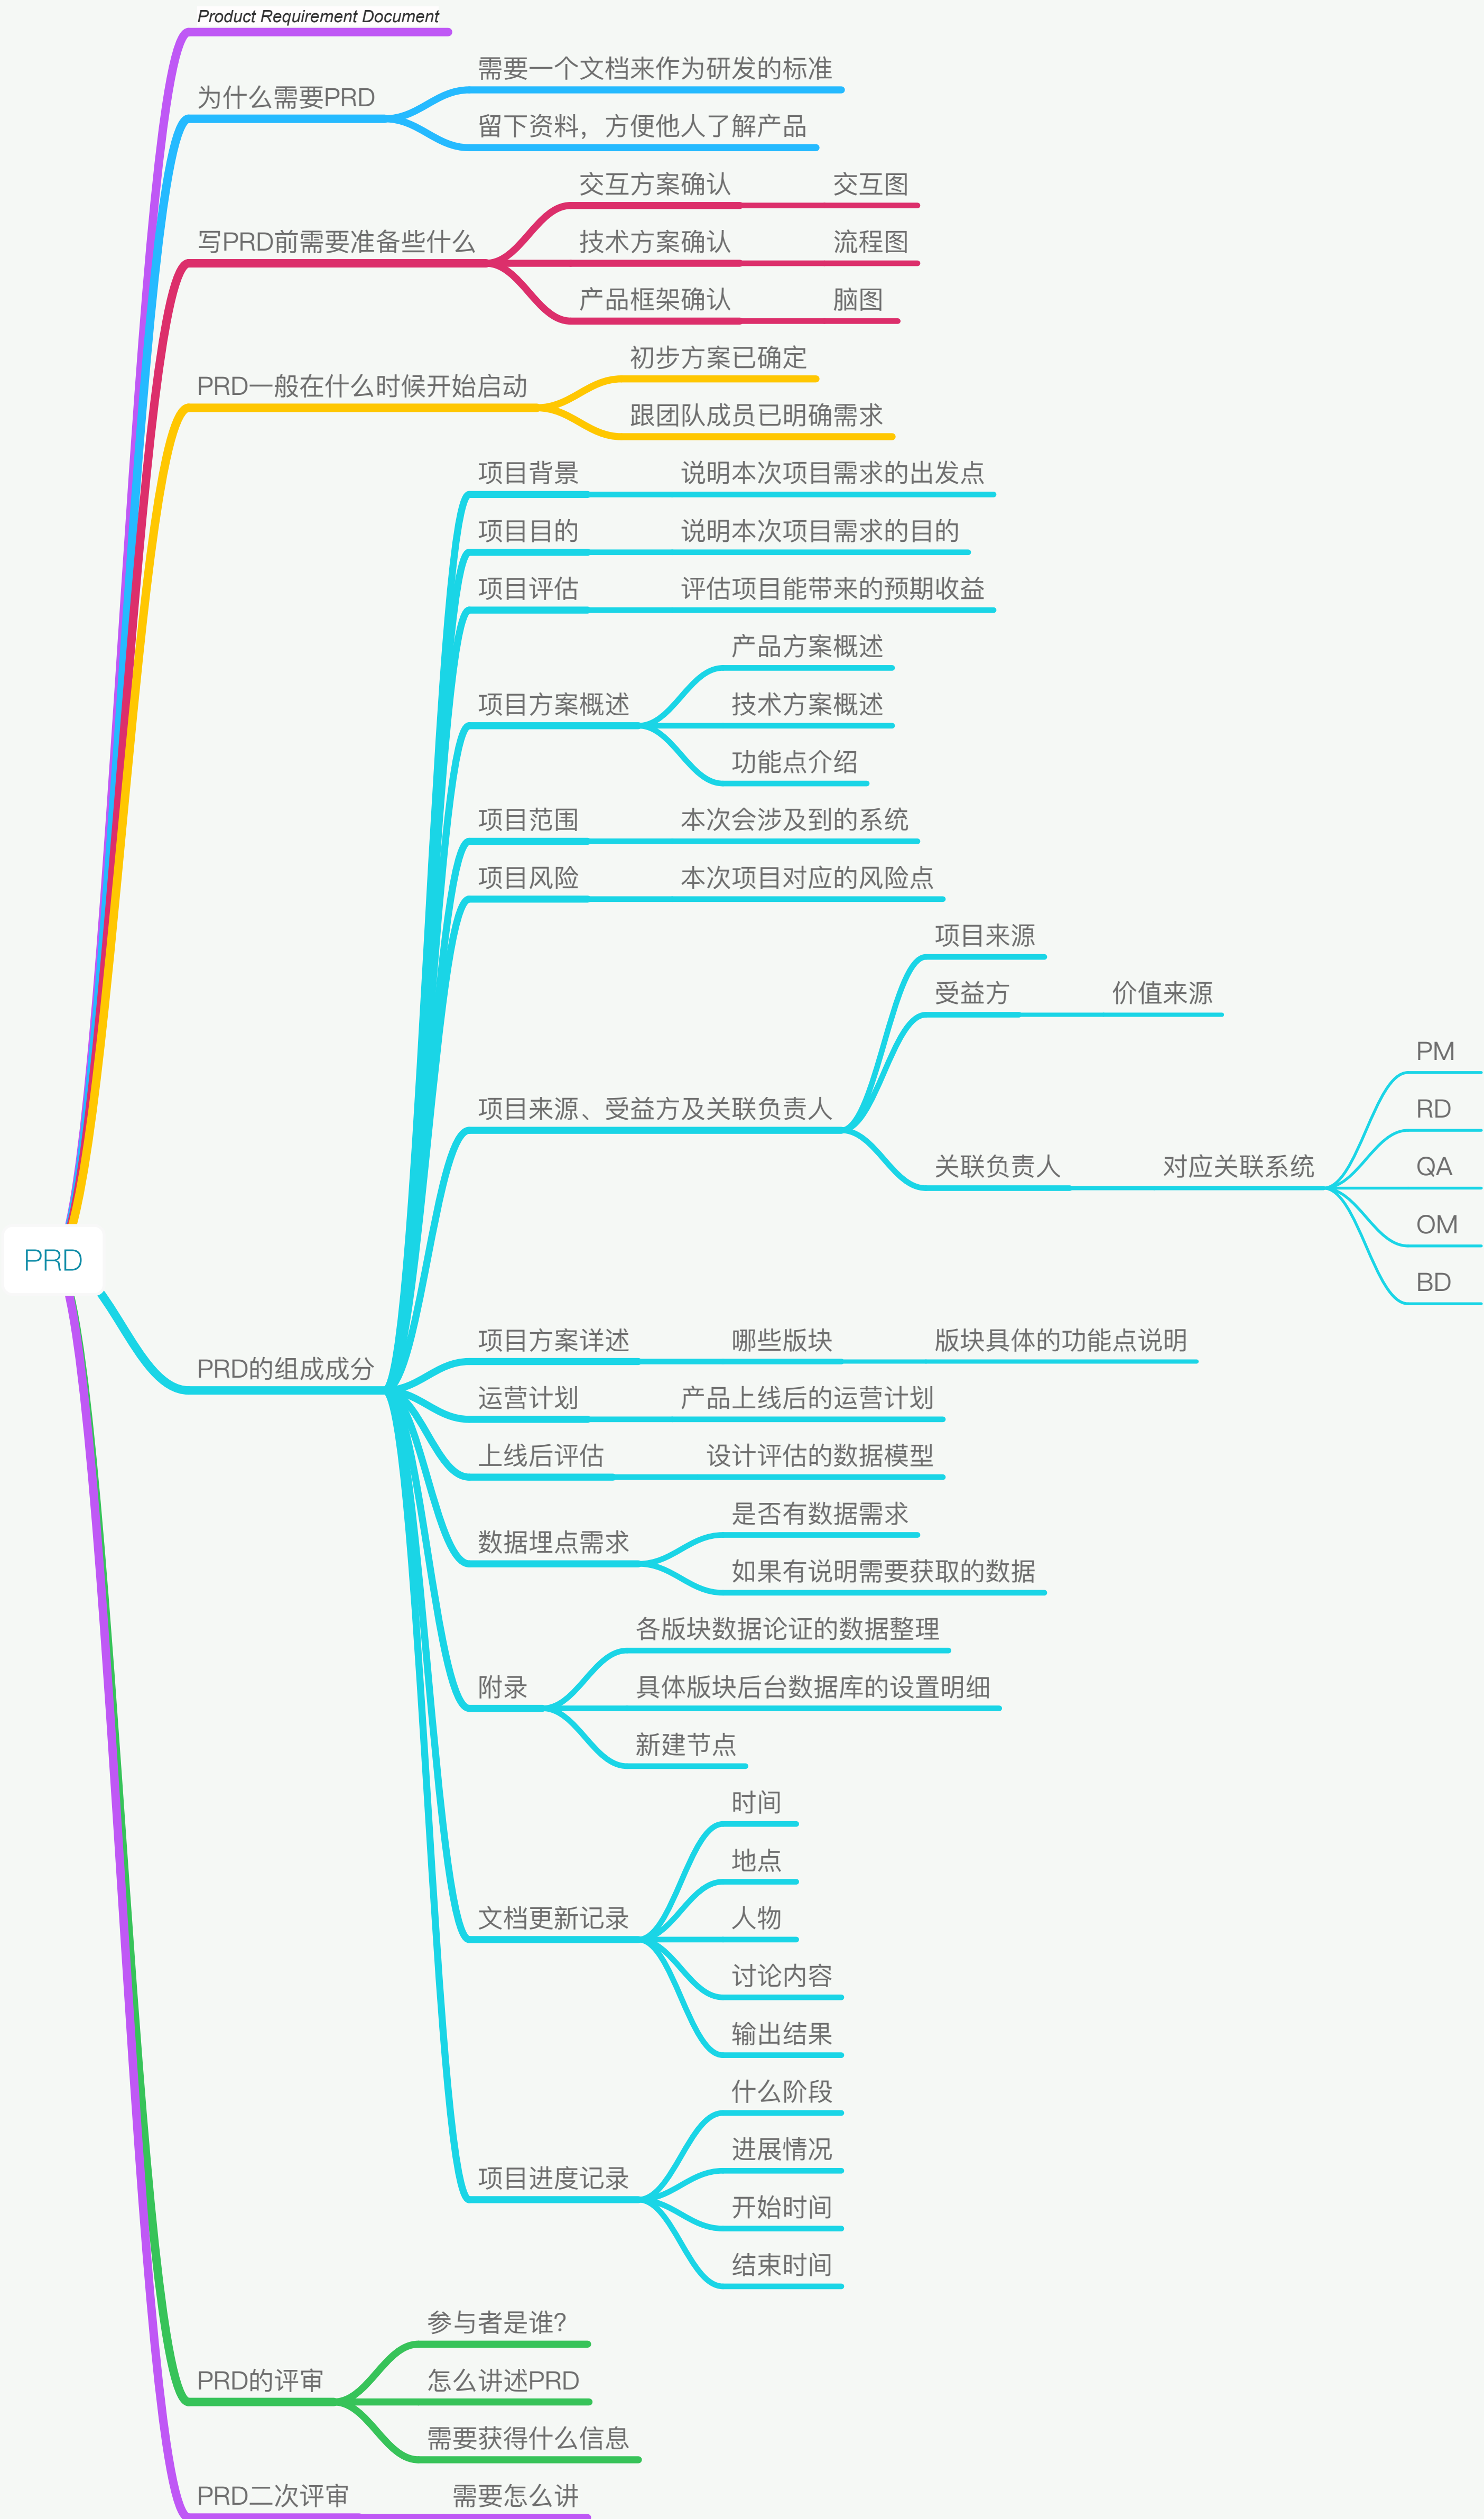 Product Requirement Document
为什么需要PRD
需要一个文档来作为研发的标准
留下资料，方便他人了解产品
写PRD前需要准备些什么
交互方案确认
交互图
技术方案确认
流程图
产品框架确认
脑图
PRD一般在什么时候开始启动
初步方案已确定
跟团队成员已明确需求
PRD
PRD的组成成分
项目背景
说明本次项目需求的出发点
项目目的
说明本次项目需求的目的
项目评估
评估项目能带来的预期收益
项目方案概述
产品方案概述
技术方案概述
功能点介绍
项目范围
本次会涉及到的系统
项目风险
本次项目对应的风险点
项目来源、受益方及关联负责人
项目来源
受益方
价值来源
关联负责人
对应关联系统
PM
RD
QA
OM
BD
项目方案详述
哪些版块
版块具体的功能点说明
运营计划
产品上线后的运营计划
上线后评估
设计评估的数据模型
数据埋点需求
是否有数据需求
如果有说明需要获取的数据
附录
各版块数据论证的数据整理
具体版块后台数据库的设置明细
新建节点
文档更新记录
时间
地点
人物
讨论内容
输出结果
项目进度记录
什么阶段
进展情况
开始时间
结束时间
PRD的评审
参与者是谁？
怎么讲述PRD
需要获得什么信息
PRD二次评审
需要怎么讲